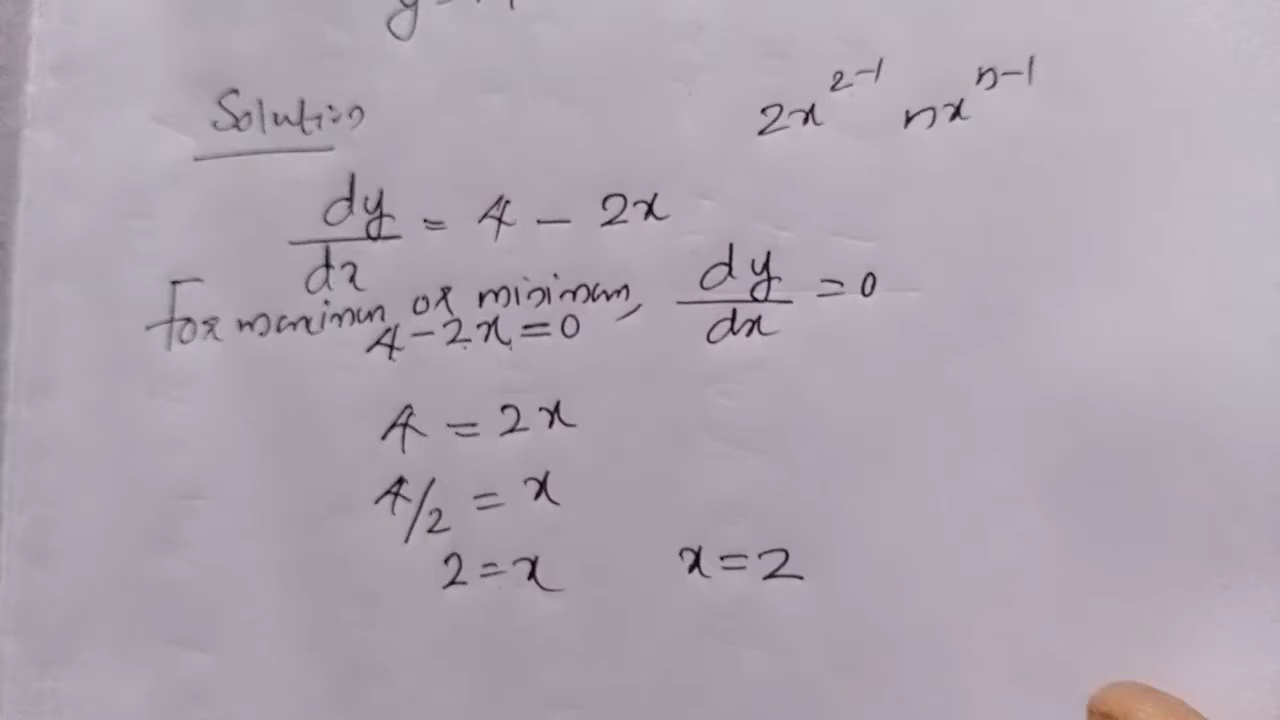 y =
Solution
2x^{2-1} nx^{n-1}
dy/dx = 4 - 2x
For maximum or minimum, dy/dx = 0
4 - 2x = 0
4 = 2x
4/2 = x
2 = x x = 2